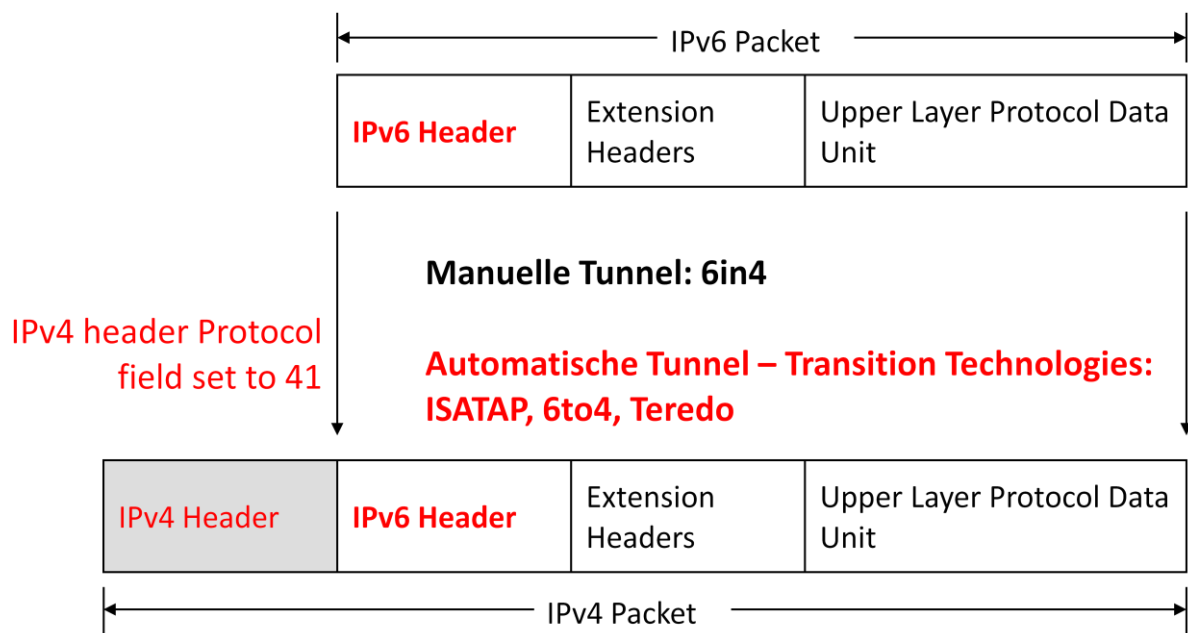 IPv6 Packet
IPv6 Header
Extension
Headers
Upper Layer Protocol Data
Unit
Manuelle Tunnel: 6in4
IPv4 header Protocol
field set to 41
Automatische Tunnel – Transition Technologies:
ISATAP, 6to4, Teredo
IPv4 Header
IPv6 Header
Extension
Headers
Upper Layer Protocol Data
Unit
IPv4 Packet